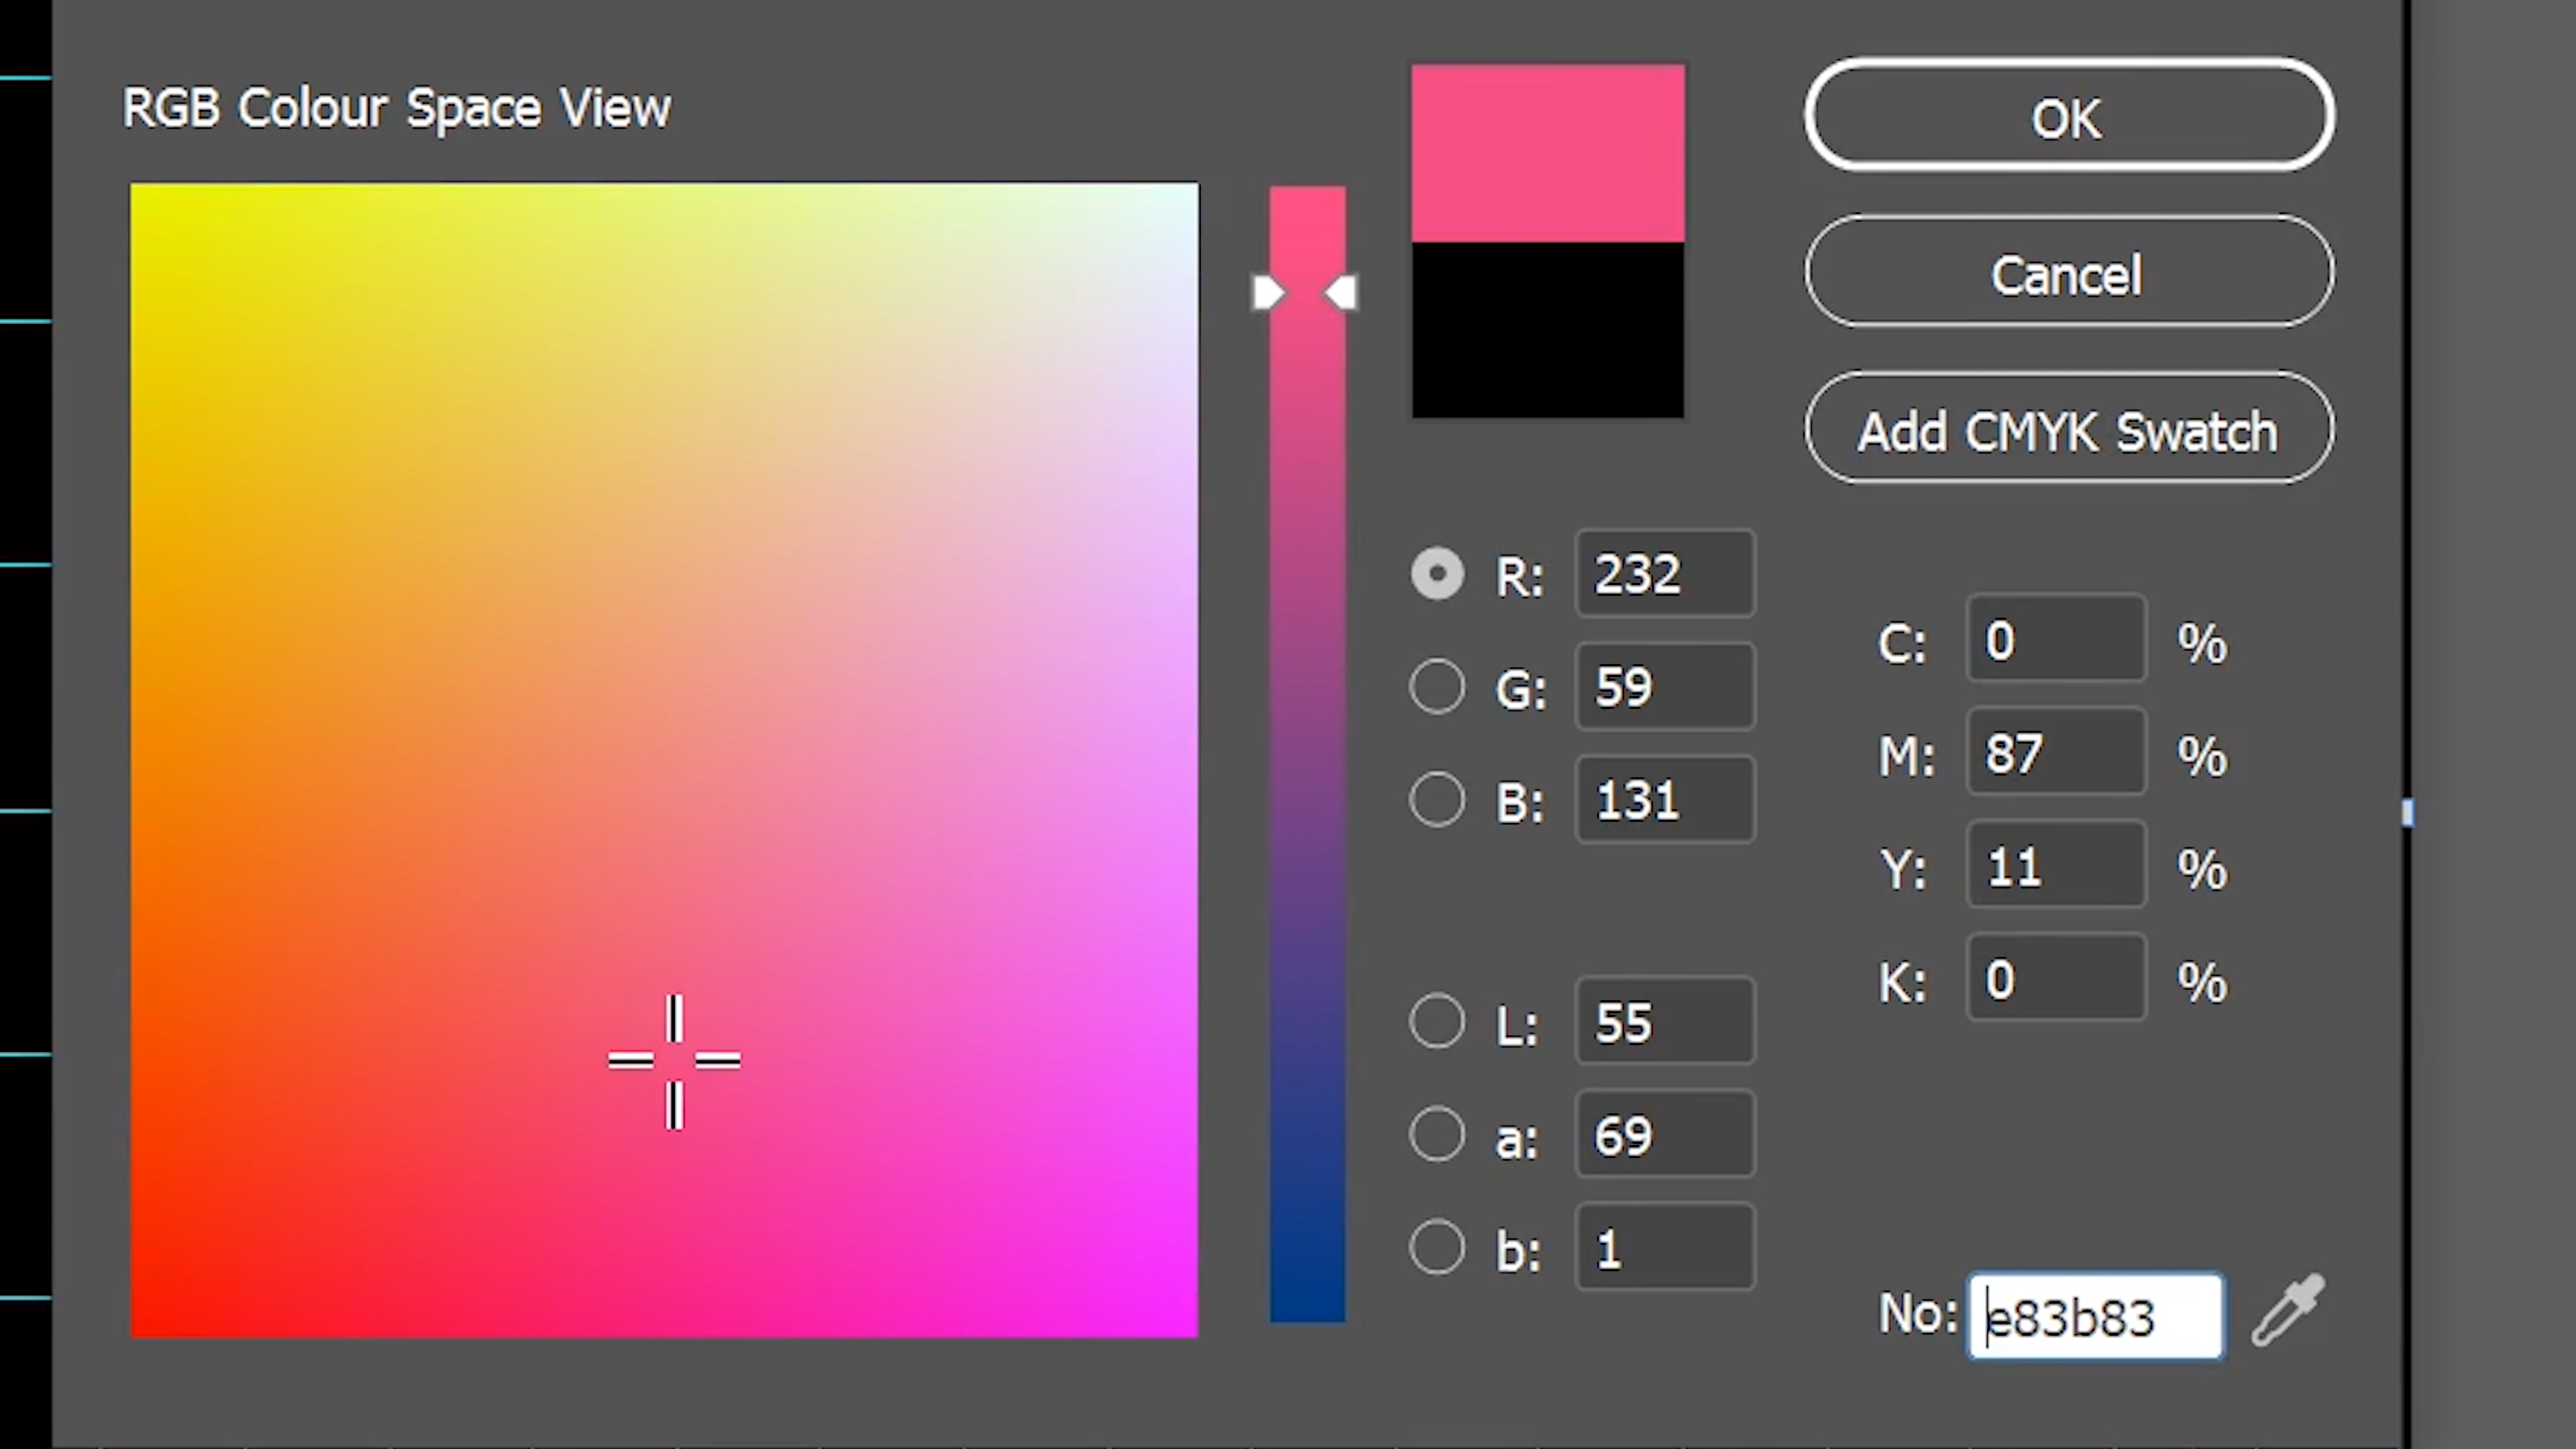 RGB Colour Space View
OK
Cancel
Add CMYK Swatch
R: 232
G: 59
B: 131
C: 0 %
M: 87 %
Y: 11 %
K: 0 %
L: 55
a: 69
b: 1
No: e83b83